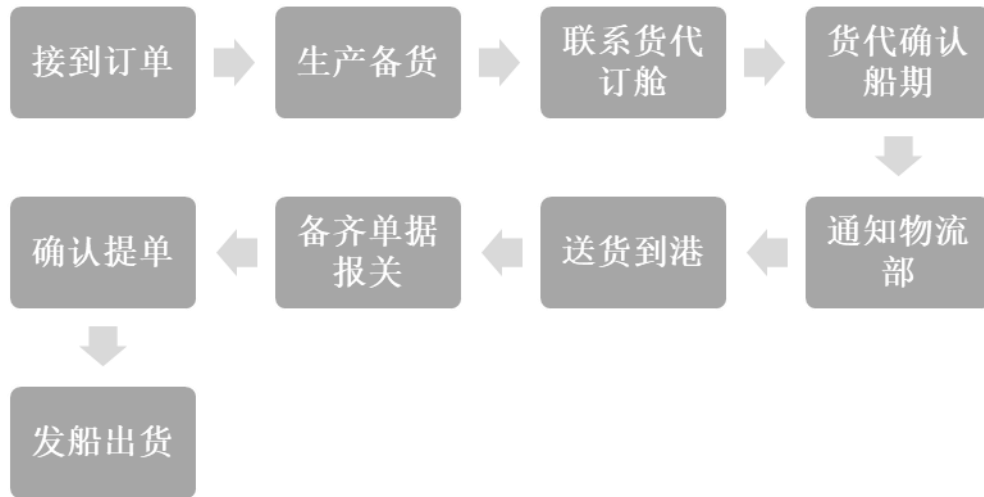 接到订单
生产备货
联系货代
订舱
货代确认
船期
通知物流
部
送货到港
备齐单据
报关
确认提单
发船出货